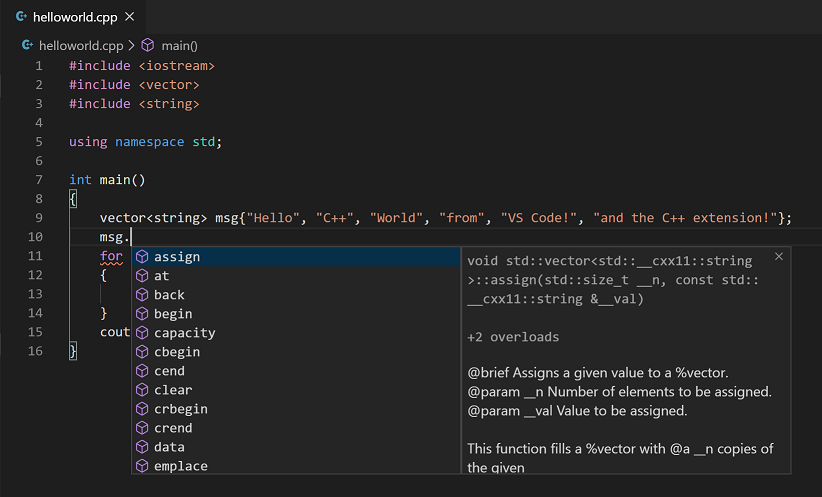 helloworld.cpp
helloworld.cpp > main()
1 #include <iostream>
2 #include <vector>
3 #include <string>
4
5 using namespace std;
6
7 int main()
8 {
9 vector<string> msg{"Hello", "C++", "World", "from", "VS Code!", "and the C++ extension!"};
10 msg.
11 for
12 {
13
14 }
15 cout
16 }
assign
at
back
begin
capacity
cbegin
cend
clear
crbegin
crend
data
emplace
void std::vector<std::__cxx11::string
>::assign(std::size_t __n, const std::
__cxx11::string &__val)
+2 overloads
@brief Assigns a given value to a %vector.
@param __n Number of elements to be assigned.
@param __val Value to be assigned.
This function fills a %vector with @a __n copies of
the given